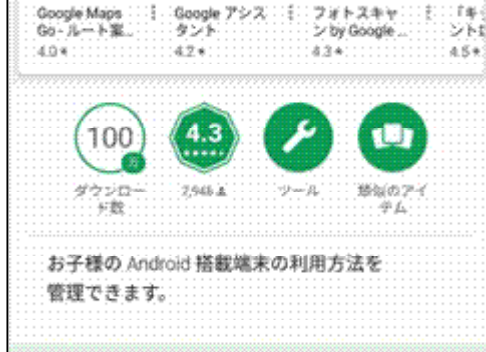 Google Maps
Go - ルート案...
4.0★
Google アシス
タント
4.2★
フォトスキャ
ン by Google ...
4.3★
4.5★
100
万
ダウンロー
ド数
4.3
2,946
ツール
類似のアイ
テム
お子様の Android 搭載端末の利用方法を
管理できます。